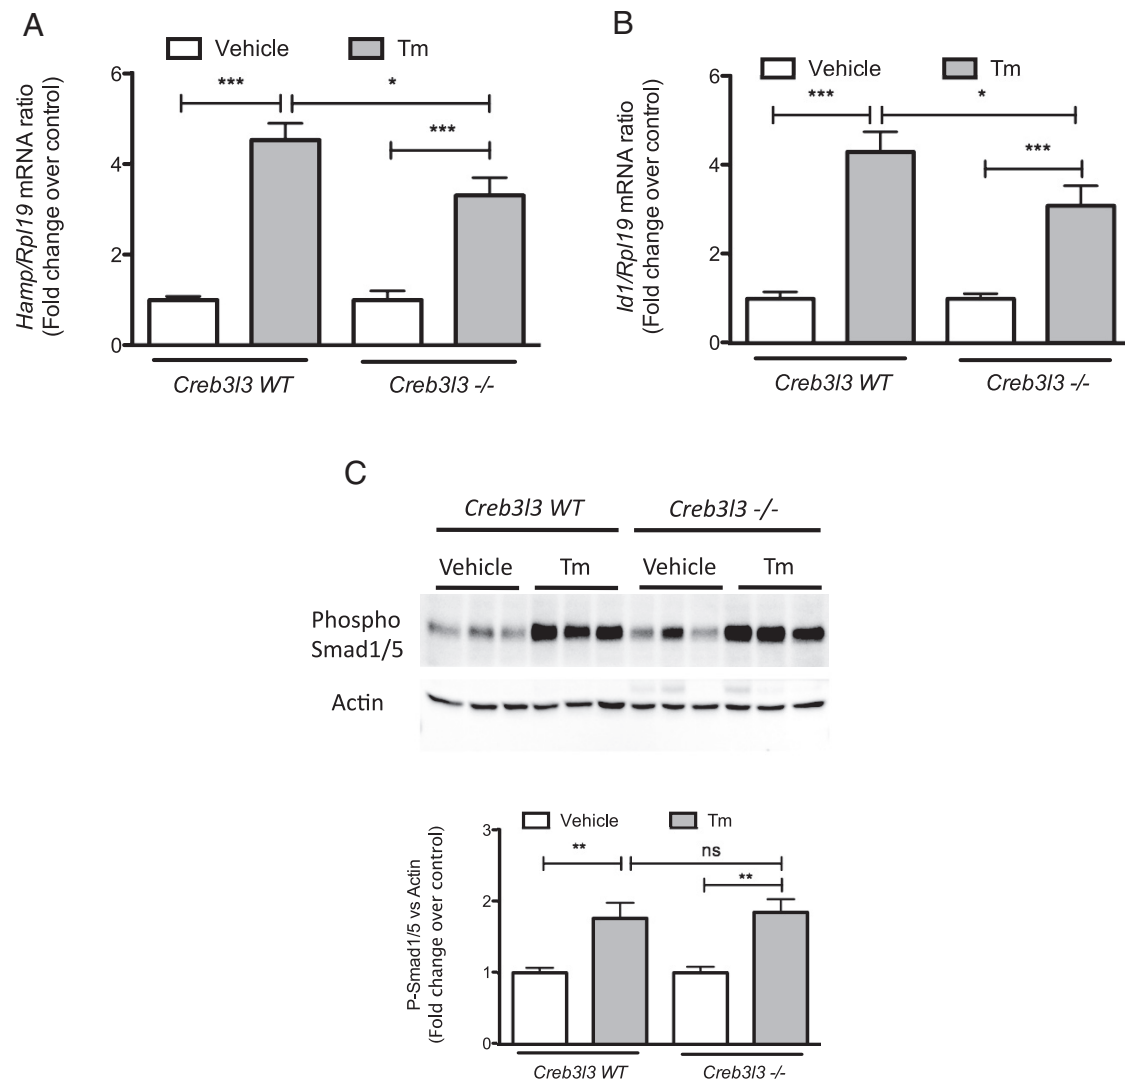 A
Vehicle
Tm
Hamp/Rpl19 mRNA ratio
(Fold change over control)
6
4
2
0
***
*
***
Creb3l3 WT
Creb3l3 -/-
B
Vehicle
Tm
Id1/Rpl19 mRNA ratio
(Fold change over control)
6
4
2
0
***
*
***
Creb3l3 WT
Creb3l3 -/-
C
Creb3l3 WT
Creb3l3 -/-
Vehicle
Tm
Vehicle
Tm
Phospho
Smad1/5
Actin
Vehicle
Tm
P-Smad1/5 vs Actin
(Fold change over control)
3
2
1
0
**
ns
**
Creb3l3 WT
Creb3l3 -/-